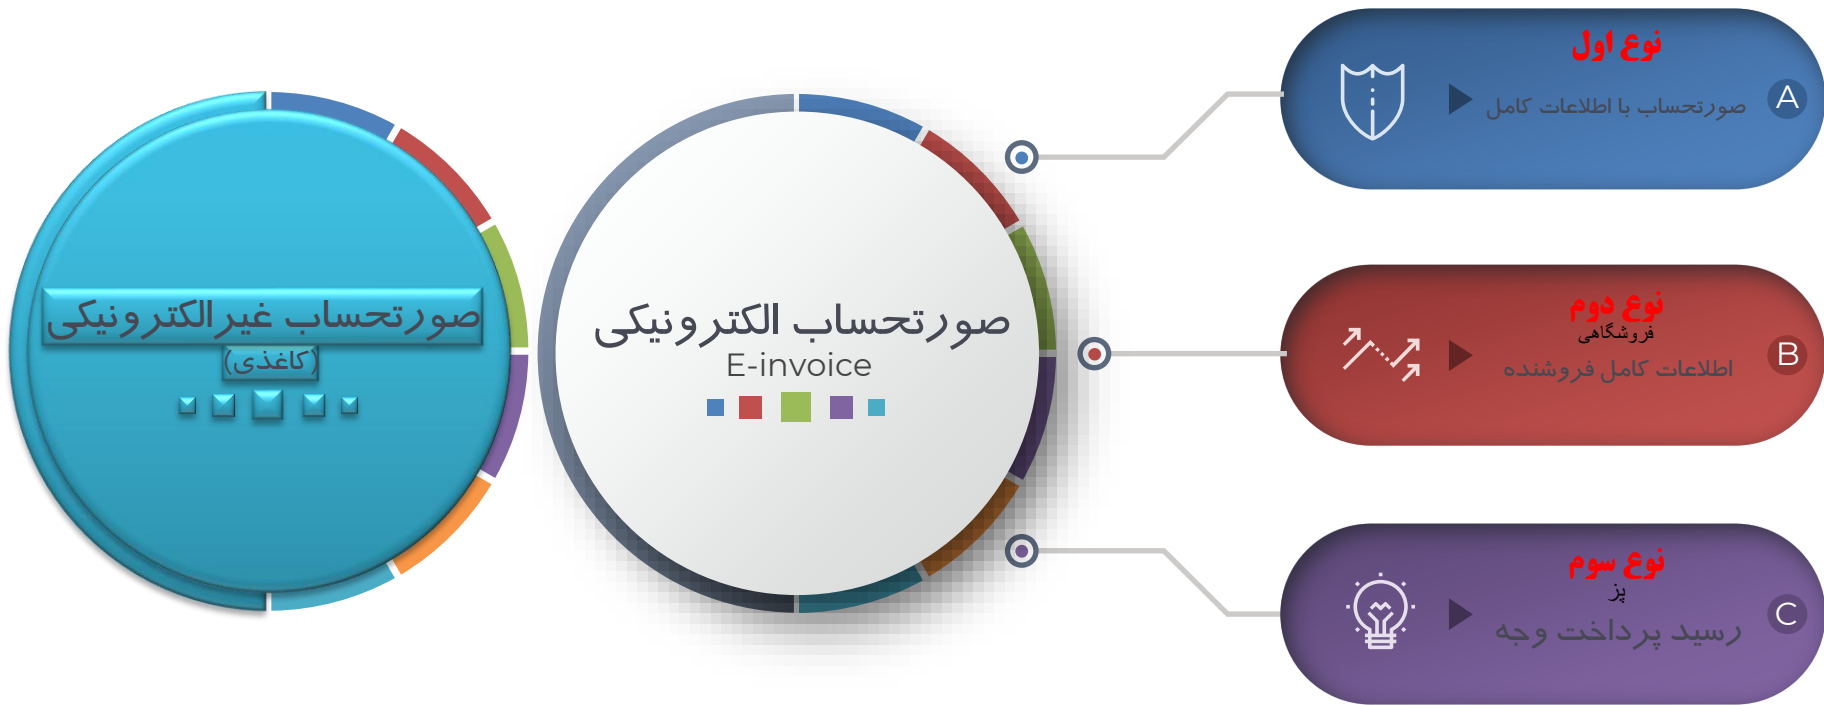 صورتحساب غیرالکترونیکی
(کاغذی)
صورتحساب الکترونیکی
E-invoice
نوع اول
صورتحساب با اطلاعات کامل
A
نوع دوم
فروشگاهی
اطلاعات کامل فروشنده
B
نوع سوم
پز
رسید پرداخت وجه
C